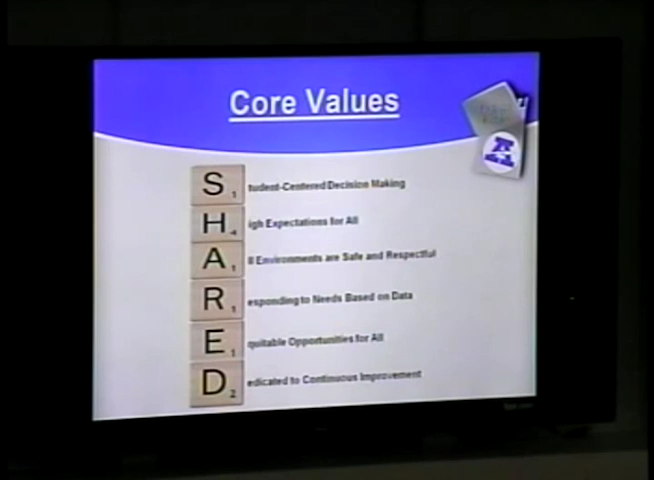 Core Values
S1 tudent-Centered Decision Making
H4 igh Expectations for All
A1 ll Environments are Safe and Respectful
R1 esponding to Needs Based on Data
E1 quitable Opportunities for All
D2 edicated to Continuous Improvement